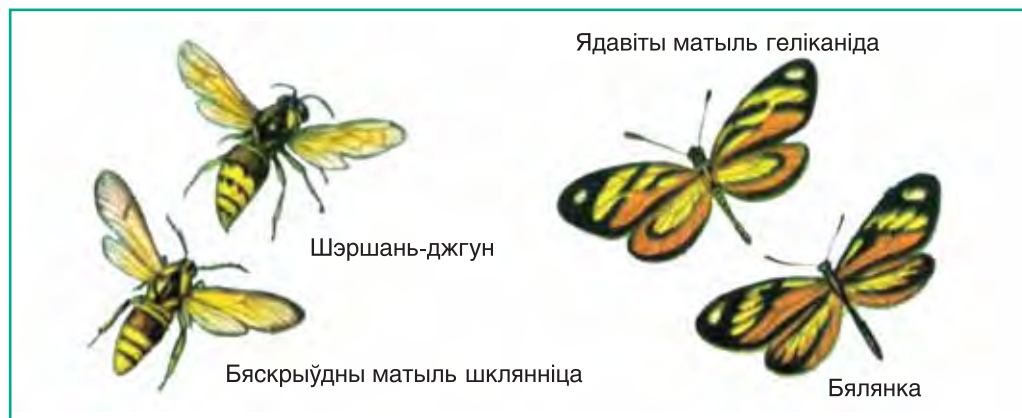 Ядавіты матыль геліканіда
Шэршань-джгун
Бяскрыўдны матыль шклянніца
Бялянка